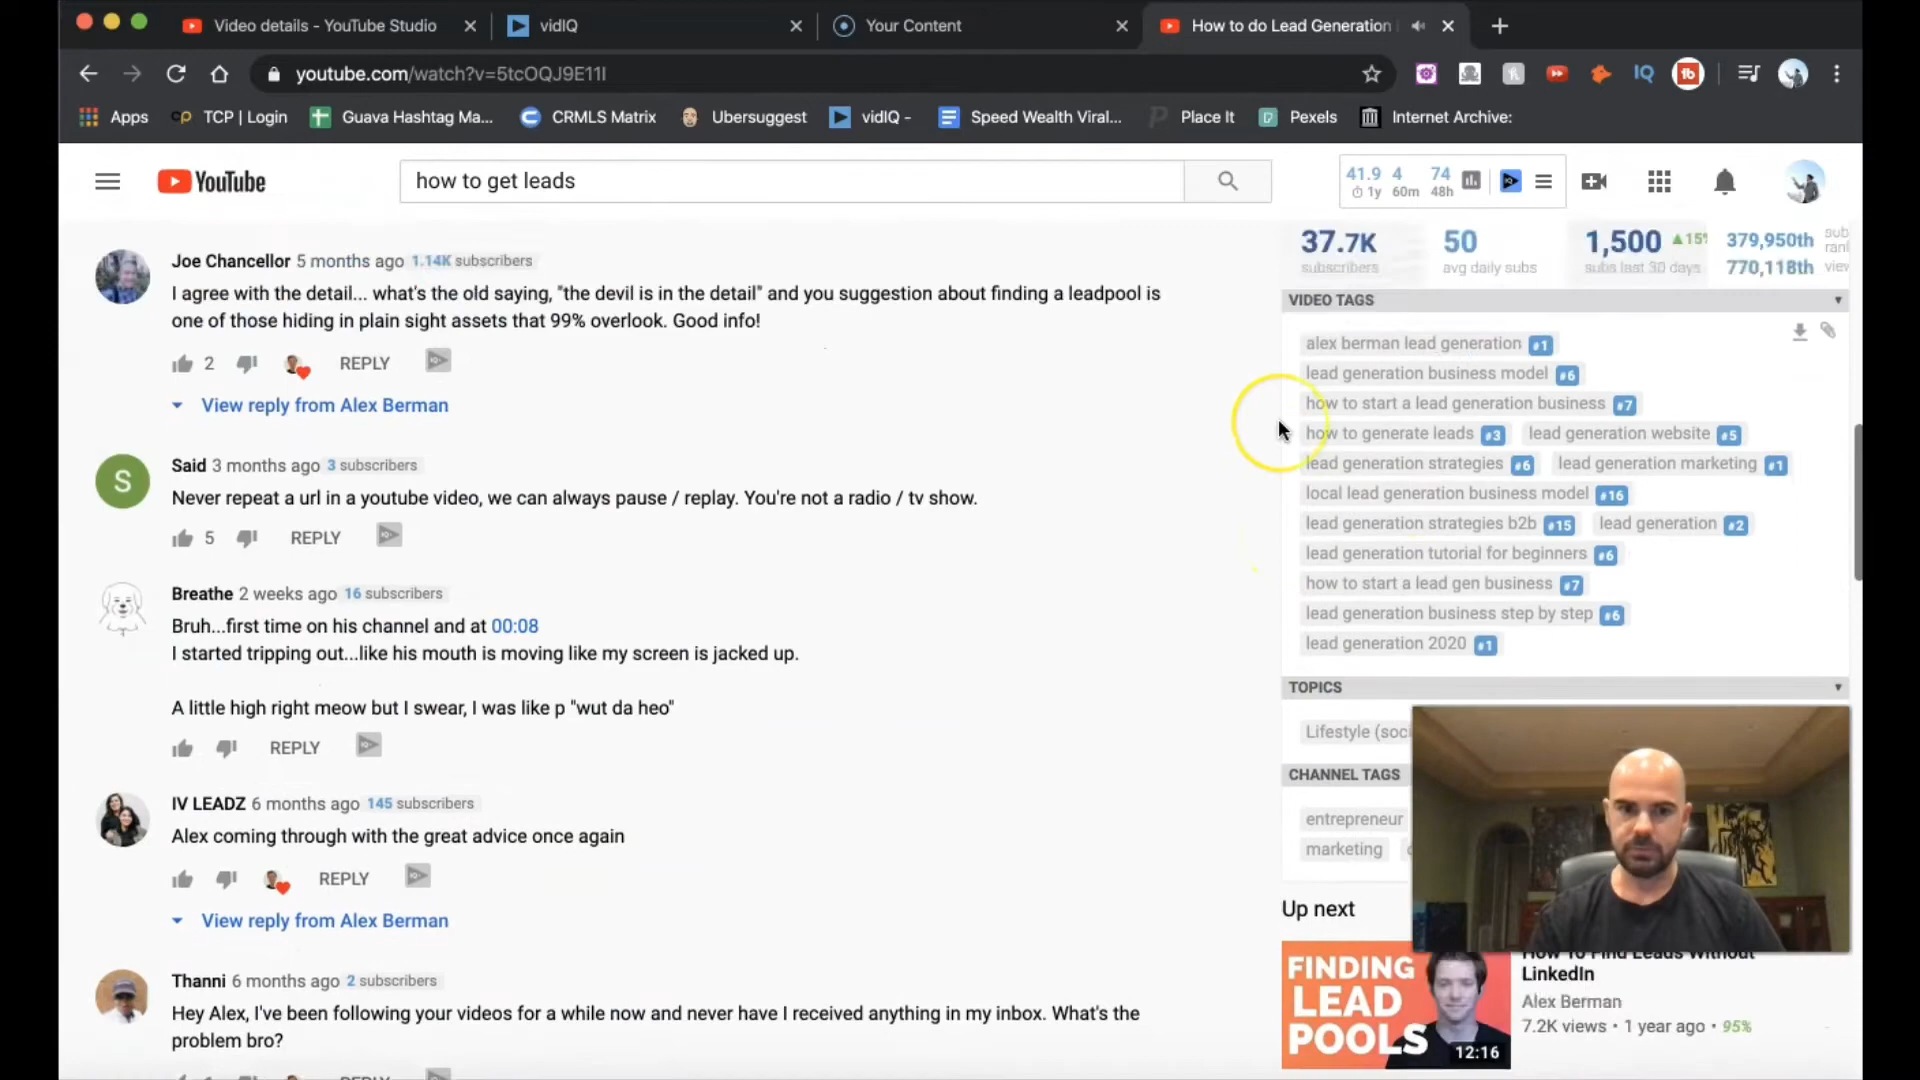 Video details - YouTube Studio
vidIQ
Your Content
How to do Lead Generation
youtube.com/watch?v=5tcOQJ9E11I
IQ
Apps
TCP | Login
Guava Hashtag Ma...
CRMLS Matrix
Ubersuggest
vidIQ -
Speed Wealth Viral...
Place It
Pexels
Internet Archive:
YouTube
how to get leads
41.9 4 74
1y 60m 48h
37.7K
subscribers
50
avg daily subs
1,500 ▲15%
subs last 30 days
379,950th sub rank
770,118th view
Joe Chancellor 5 months ago 1.14K subscribers
I agree with the detail... what's the old saying, "the devil is in the detail" and you suggestion about finding a leadpool is
one of those hiding in plain sight assets that 99% overlook. Good info!
2 REPLY
View reply from Alex Berman
Said 3 months ago 3 subscribers
S
Never repeat a url in a youtube video, we can always pause / replay. You're not a radio / tv show.
5 REPLY
Breathe 2 weeks ago 16 subscribers
Bruh...first time on his channel and at 00:08
I started tripping out...like his mouth is moving like my screen is jacked up.
A little high right meow but I swear, I was like p "wut da heo"
REPLY
IV LEADZ 6 months ago 145 subscribers
Alex coming through with the great advice once again
REPLY
View reply from Alex Berman
Thanni 6 months ago 2 subscribers
Hey Alex, I've been following your videos for a while now and never have I received anything in my inbox. What's the
problem bro?
REPLY
VIDEO TAGS
alex berman lead generation #1
lead generation business model #6
how to start a lead generation business #7
how to generate leads #3 lead generation website #5
lead generation strategies #6 lead generation marketing #1
local lead generation business model #16
lead generation strategies b2b #15 lead generation #2
lead generation tutorial for beginners #6
how to start a lead gen business #7
lead generation business step by step #6
lead generation 2020 #1
TOPICS
Lifestyle (soci
CHANNEL TAGS
entrepreneur
marketing
Up next
FINDING
LEAD
POOLS
12:16
How To Find Leads Without
LinkedIn
Alex Berman
7.2K views • 1 year ago • 95%